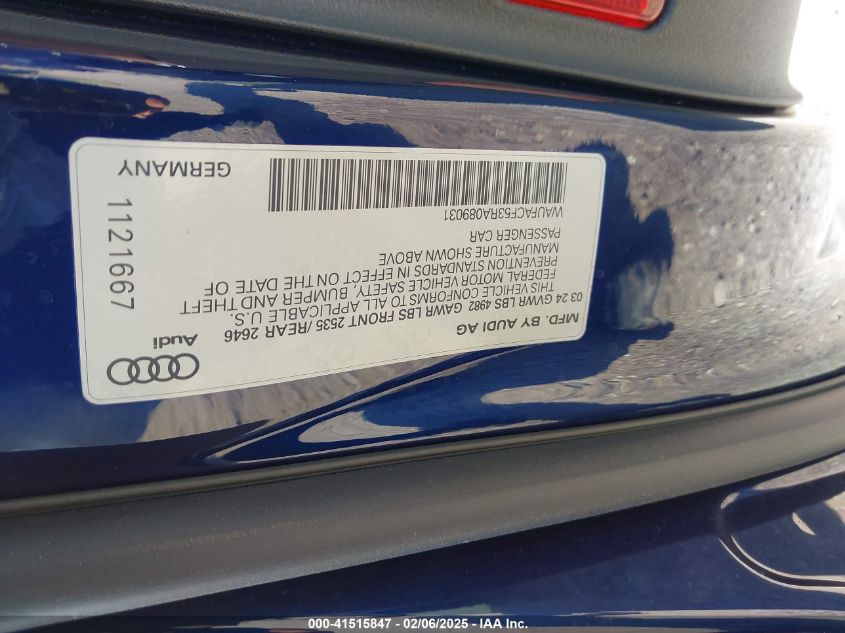 MFD. BY AUDI AG
03 24 GVWR LBS 4982 GAWR LBS FRONT 2535 /REAR 2646
THIS VEHICLE CONFORMS TO ALL APPLICABLE U.S.
FEDERAL MOTOR VEHICLE SAFETY, BUMPER AND THEFT
PREVENTION STANDARDS IN EFFECT ON THE DATE OF
MANUFACTURE SHOWN ABOVE
PASSENGER CAR
WAUFACF53RA089031
Audi
1121667
GERMANY
000-41515847 - 02/06/2025 - IAA Inc.